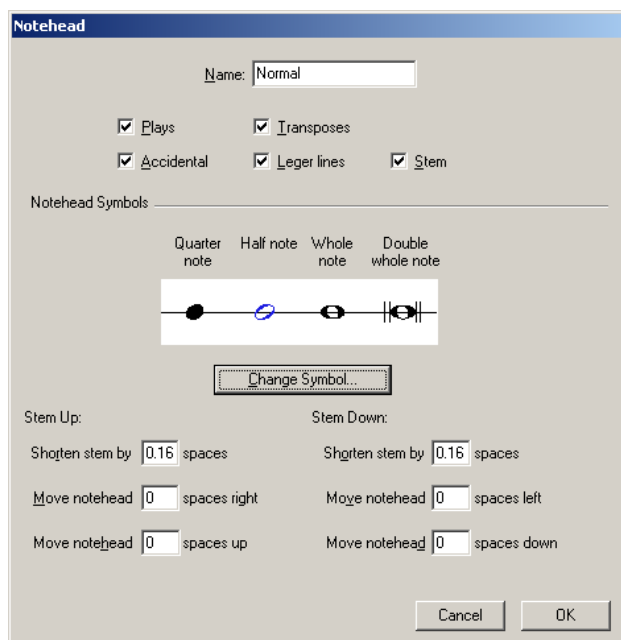 Notehead
Name: Normal
Plays Transposes
Accidental Leger lines Stem
Notehead Symbols
Quarter note Half note Whole note Double whole note
Change Symbol...
Stem Up: Stem Down:
Shorten stem by 0.16 spaces Shorten stem by 0.16 spaces
Move notehead 0 spaces right Move notehead 0 spaces left
Move notehead 0 spaces up Move notehead 0 spaces down
Cancel OK